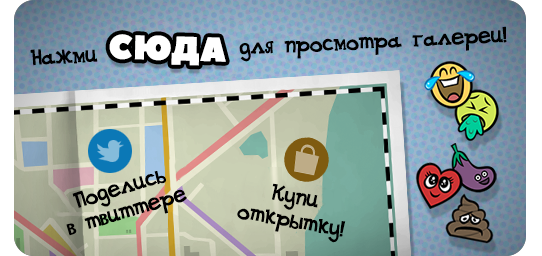 Нажми СЮДА для просмотра галереи!
Поделись
в твиттере
Купи
открытку!